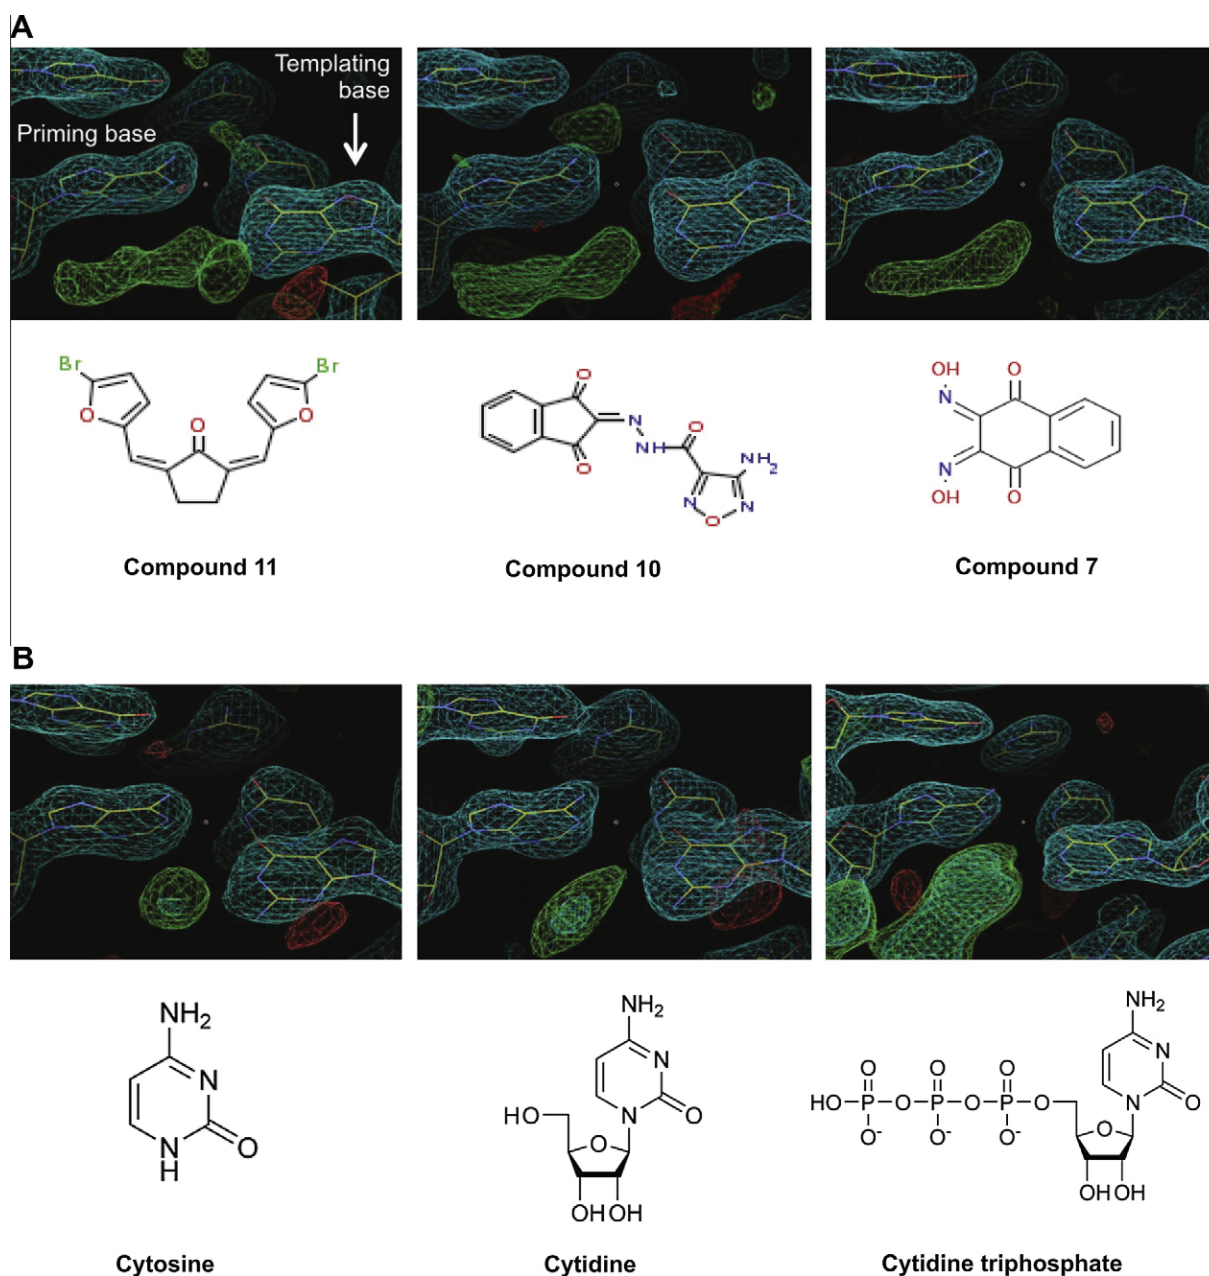 A
Templating
base
Priming base
Br
Br
O
O
O
O
O
N
NH
O
NH2
N
N
O
OH
N
O
N
OH
O
Compound 11
Compound 10
Compound 7
B
NH2
N
N
H
O
NH2
N
HO
N
O
O
OH OH
NH2
N
O
O
O
HO P O P O P O
N
O
O-
O-
O-
O
OH OH
Cytosine
Cytidine
Cytidine triphosphate